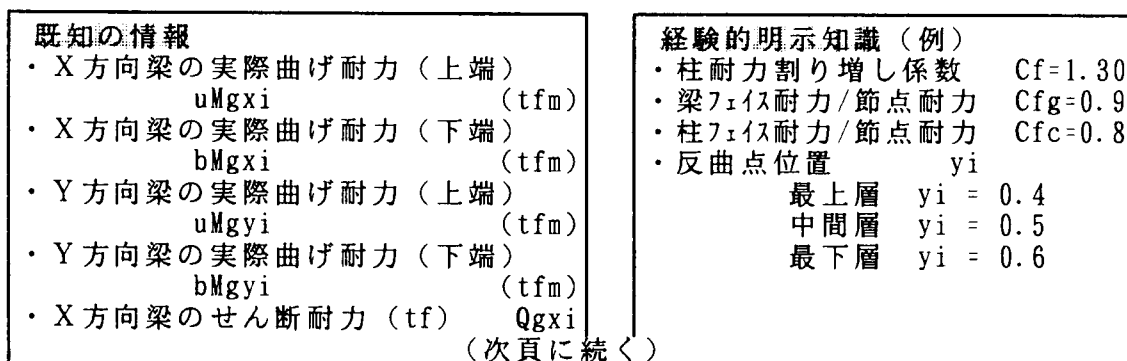 既知の情報
・X方向梁の実際曲げ耐力(上端)
uMgxi (tfm)
・X方向梁の実際曲げ耐力(下端)
bMgxi (tfm)
・Y方向梁の実際曲げ耐力(上端)
uMgyi (tfm)
・Y方向梁の実際曲げ耐力(下端)
bMgyi (tfm)
・X方向梁のせん断耐力(tf) Qgxi
経験的明示知識(例)
・柱耐力割り増し係数 Cf=1.30
・梁フェイス耐力/節点耐力 Cfg=0.9
・柱フェイス耐力/節点耐力 Cfc=0.8
・反曲点位置 yi
最上層 yi = 0.4
中間層 yi = 0.5
最下層 yi = 0.6
(次頁に続く)